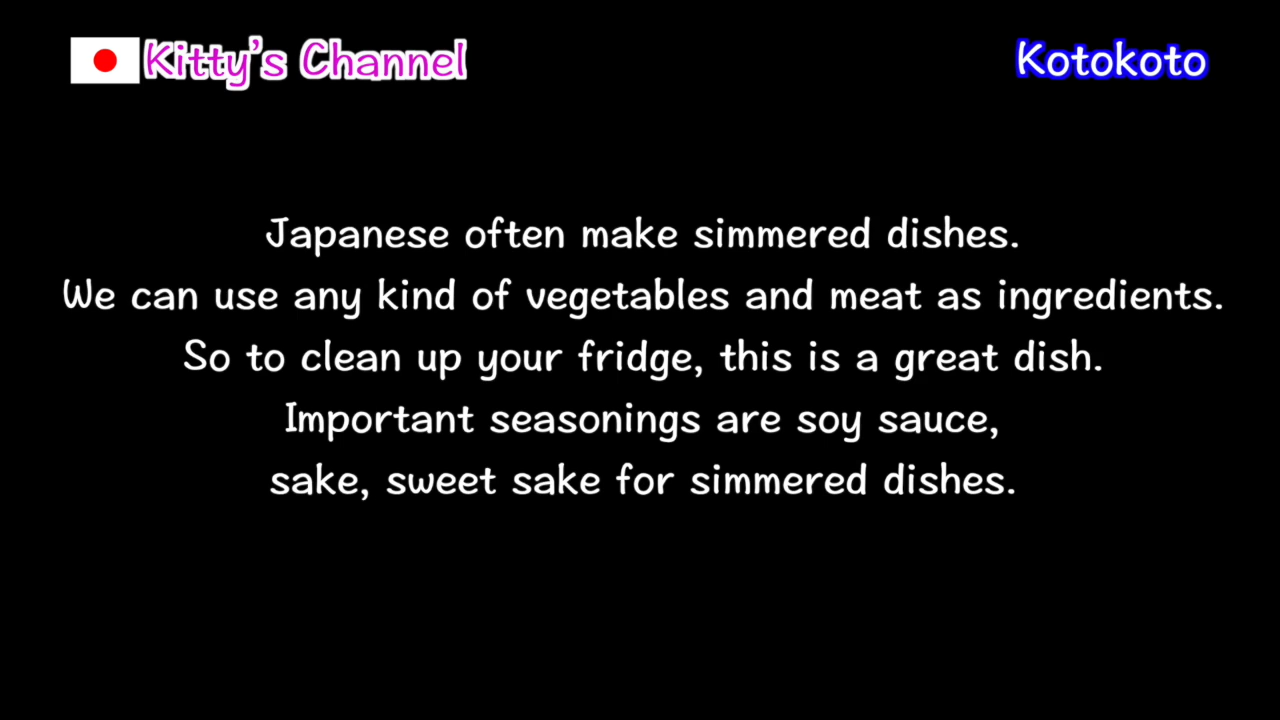 Kitty's Channel
Kotokoto
Japanese often make simmered dishes.
We can use any kind of vegetables and meat as ingredients.
So to clean up your fridge, this is a great dish.
Important seasonings are soy sauce,
sake, sweet sake for simmered dishes.